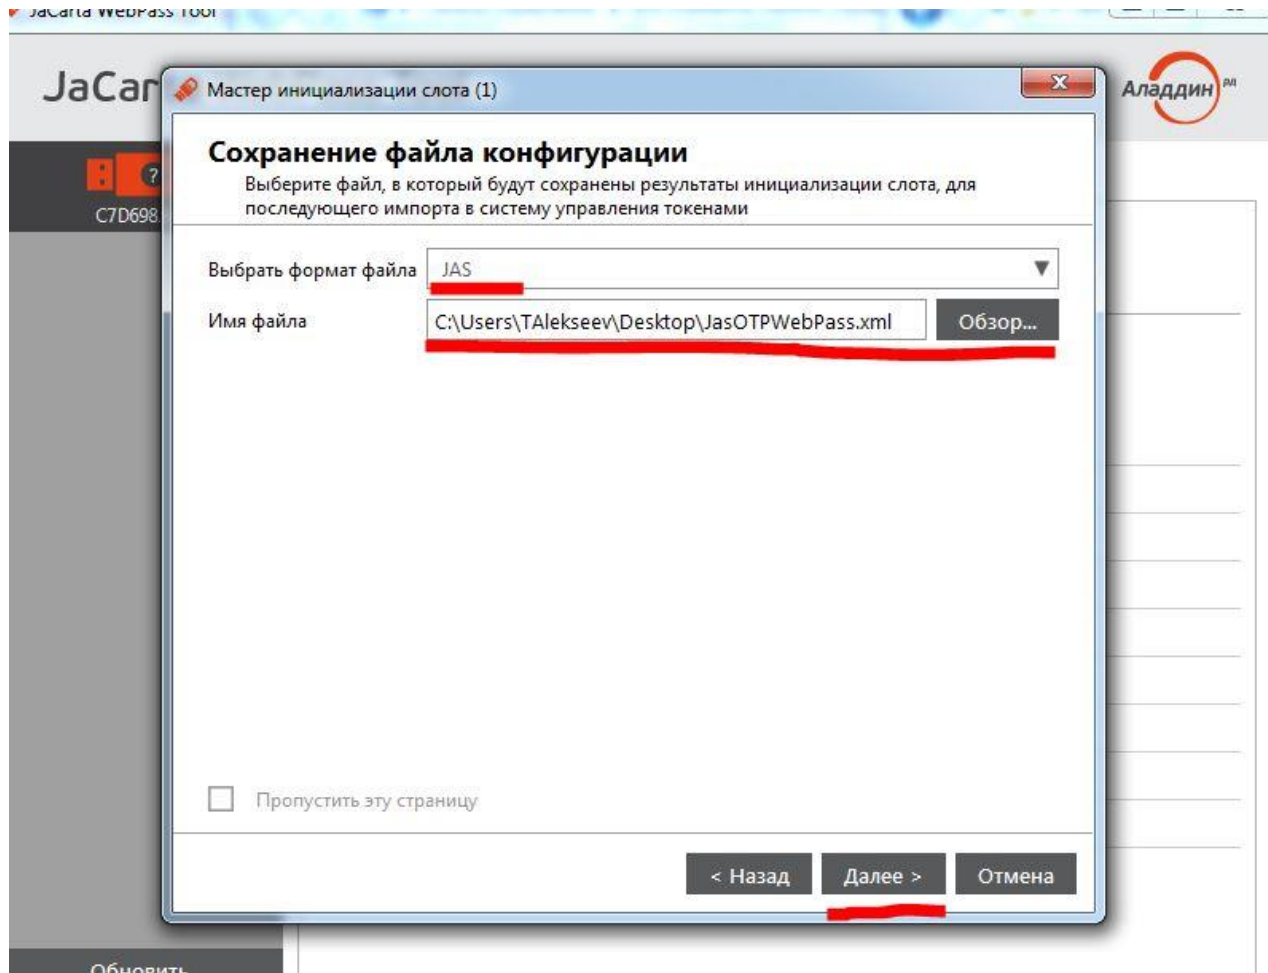 JaCarta WebPass Tool
JaCar
Аладдин РД
Мастер инициализации слота (1)
X
Сохранение файла конфигурации
Выберите файл, в который будут сохранены результаты инициализации слота, для
последующего импорта в систему управления токенами
?
C7D698
Выбрать формат файла JAS
Имя файла C:\Users\TAlekseev\Desktop\JasOTPWebPass.xml Обзор...
Пропустить эту страницу
< Назад Далее > Отмена
Обновить